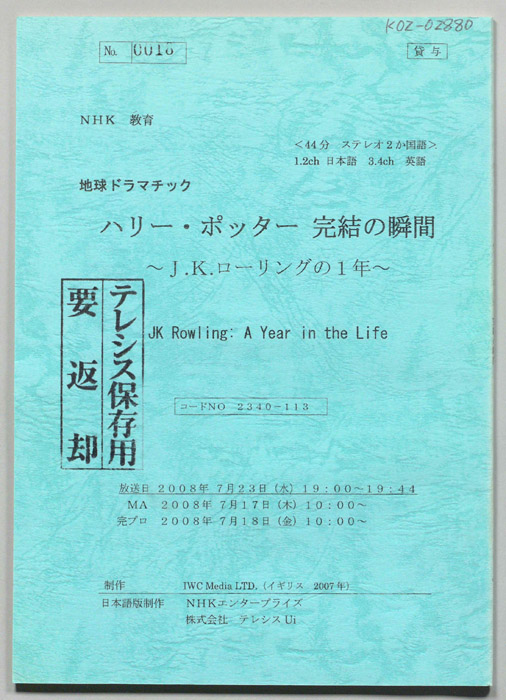 KOZ-02880
No. 0018
貸与
NHK 教育
<44分 ステレオ2か国語>
1.2ch 日本語 3.4ch 英語
地球ドラマチック
ハリー・ポッター 完結の瞬間
～J.K.ローリングの1年～
JK Rowling: A Year in the Life
テレシス保存用
要返却
コードNO 2340-113
放送日 2008年 7月23日(水) 19:00～19:44
MA 2008年 7月17日(木) 10:00～
完プロ 2008年 7月18日(金) 10:00～
制作 IWC Media LTD. (イギリス 2007年)
日本語版制作 NHKエンタープライズ
株式会社 テレシスUi